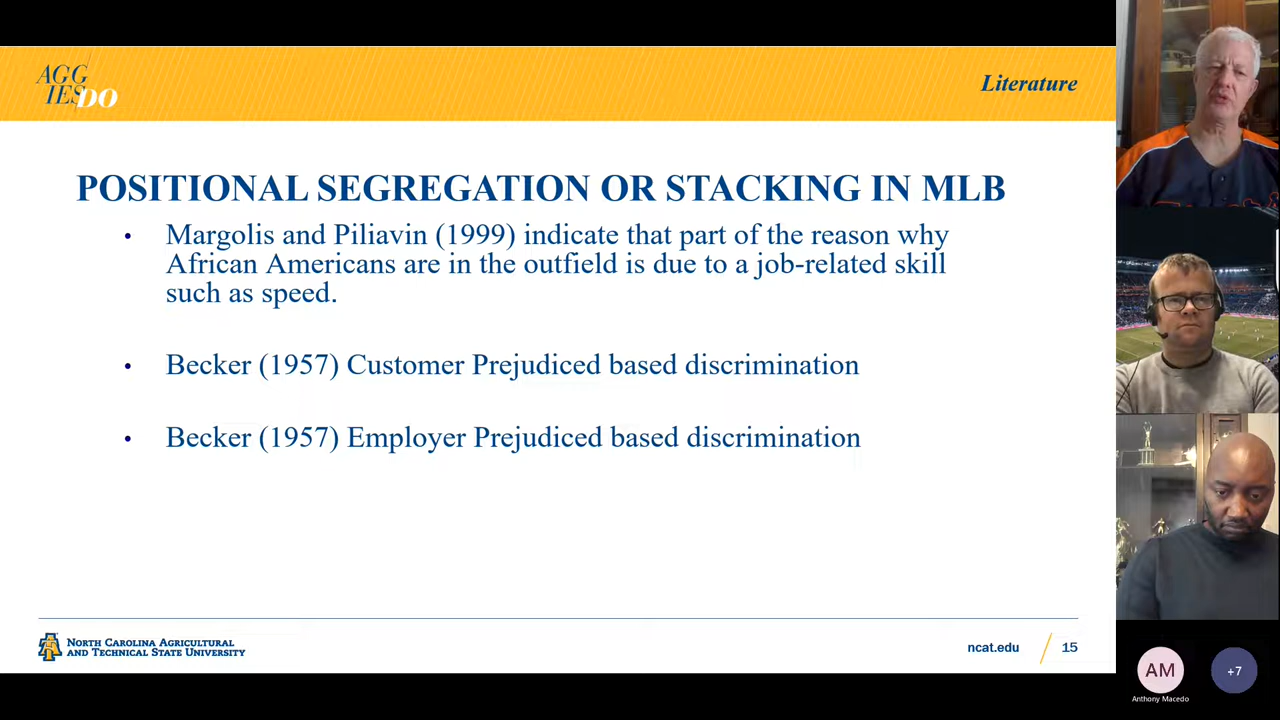 AGG
IESDO
Literature
POSITIONAL SEGREGATION OR STACKING IN MLB
• Margolis and Piliavin (1999) indicate that part of the reason why
African Americans are in the outfield is due to a job-related skill
such as speed.
• Becker (1957) Customer Prejudiced based discrimination
• Becker (1957) Employer Prejudiced based discrimination
NORTH CAROLINA AGRICULTURAL
AND TECHNICAL STATE UNIVERSITY
ncat.edu
15
AM
+7
Anthony Macedo